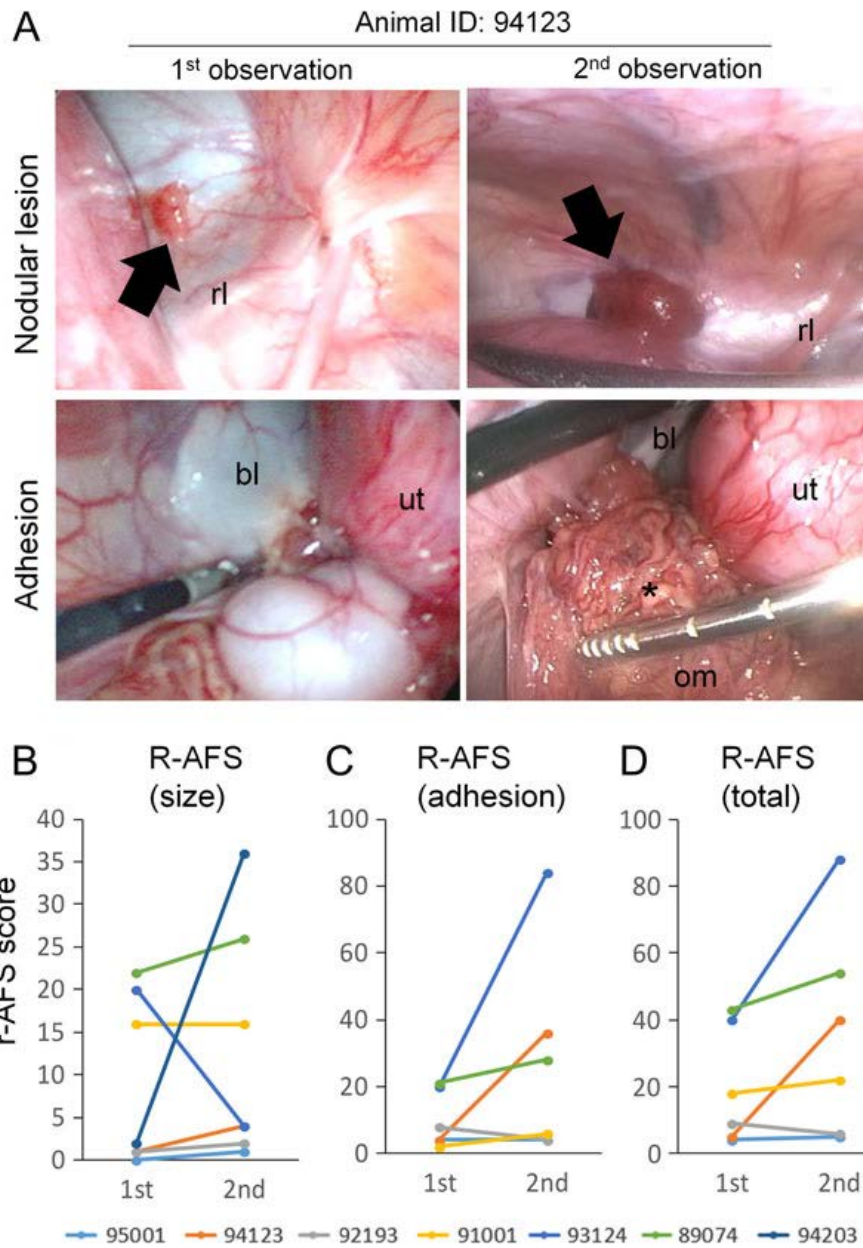 A
Animal ID: 94123
1st observation
2nd observation
Nodular lesion
rl
rl
Adhesion
bl
ut
bl
ut
*
om
B
R-AFS
(size)
C
R-AFS
(adhesion)
D
R-AFS
(total)
r-AFS score
40
35
30
25
20
15
10
5
0
1st
2nd
100
80
60
40
20
0
1st
2nd
100
80
60
40
20
0
1st
2nd
95001
94123
92193
91001
93124
89074
94203